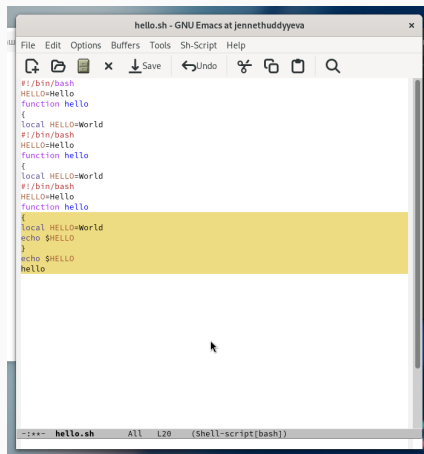 hello.sh - GNU Emacs at jennethuddyyeva
File Edit Options Buffers Tools Sh-Script Help
Save Undo
#!/bin/bash
HELLO=Hello
function hello
{
local HELLO=World
#!/bin/bash
HELLO=Hello
function hello
{
local HELLO=World
#!/bin/bash
HELLO=Hello
function hello
{
local HELLO=World
echo $HELLO
}
echo $HELLO
hello
-:**- hello.sh All L20 (Shell-script[bash])